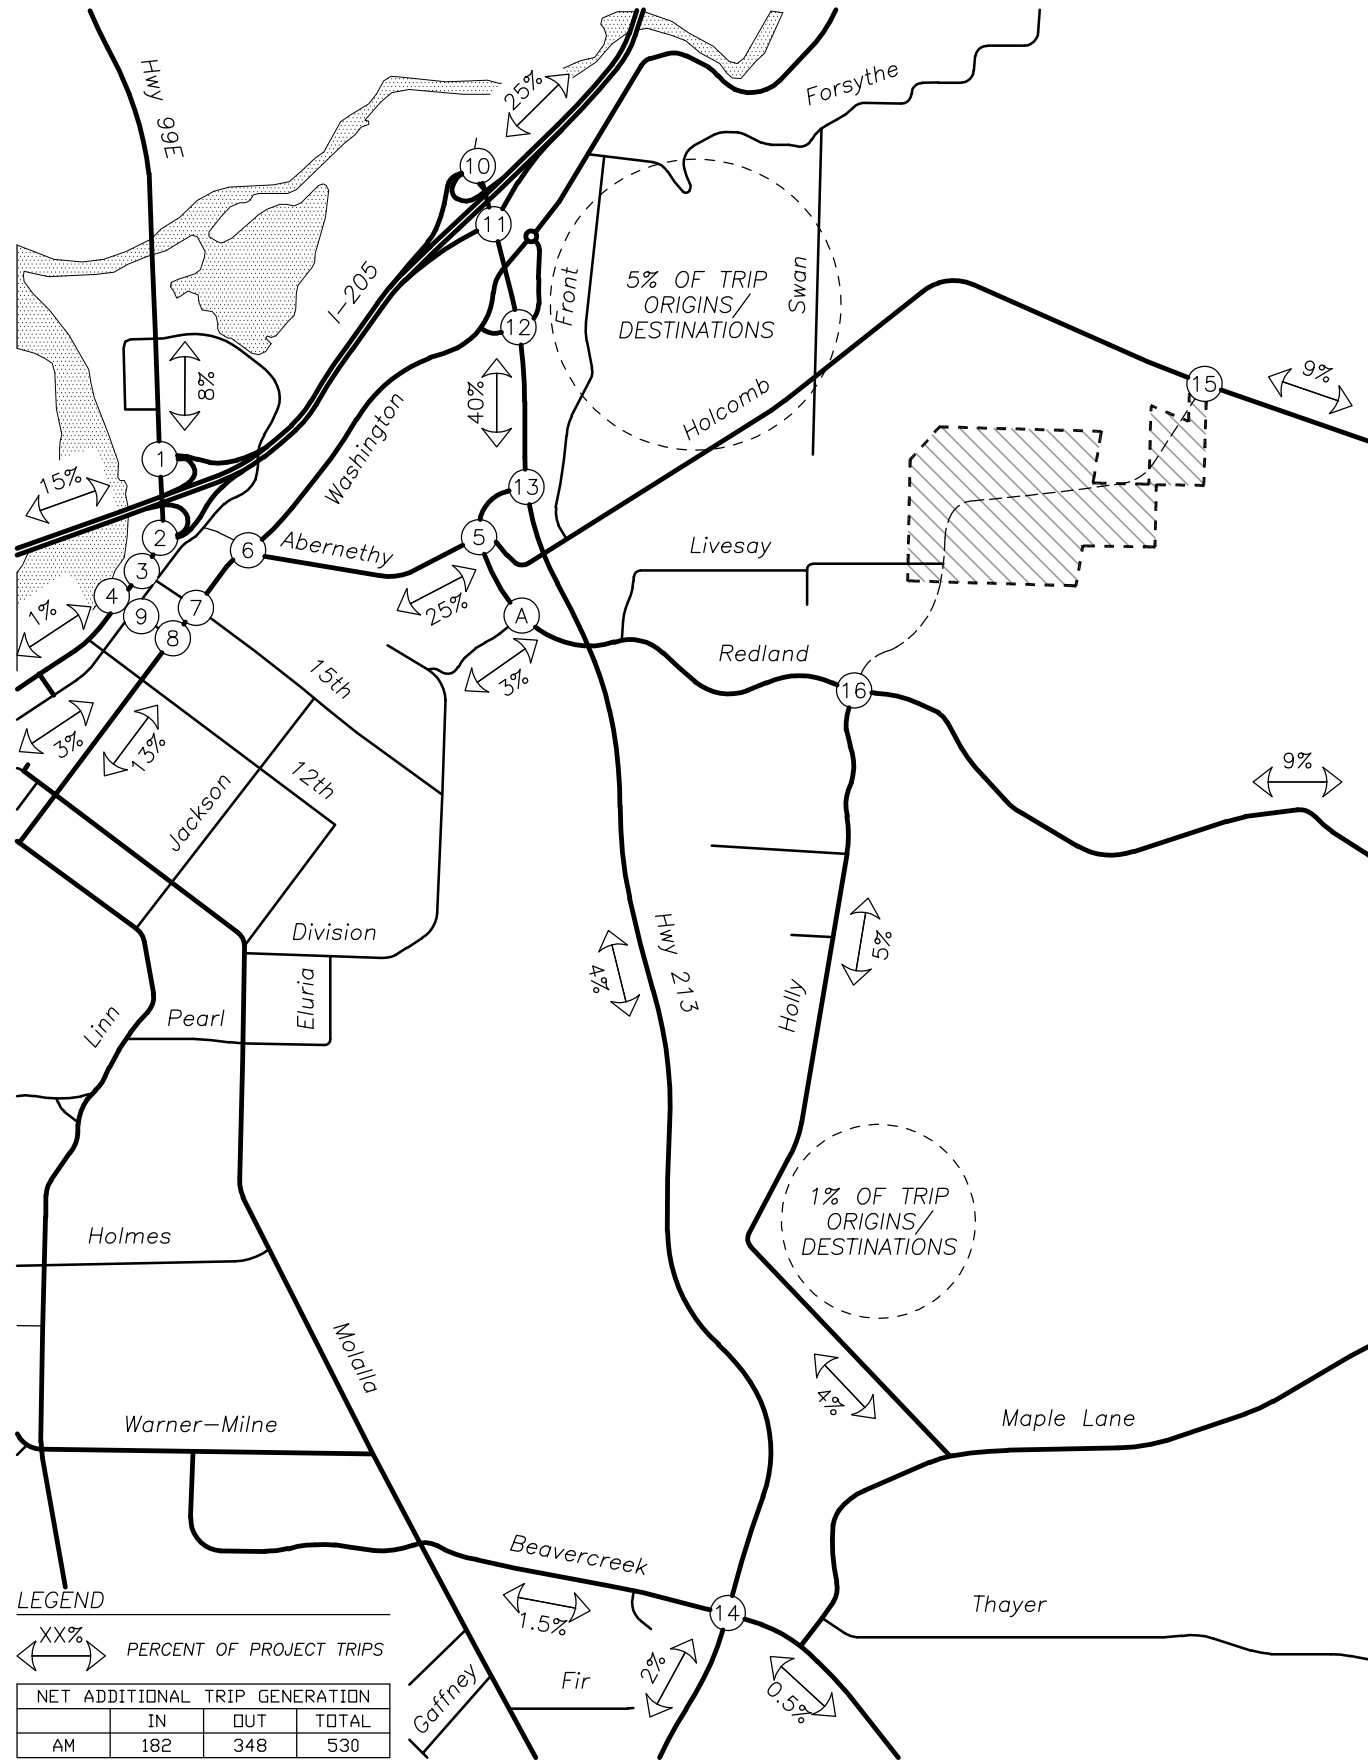 Hwy 99E
25%
Forsythe
10
11
I-205
Front
5% OF TRIP
ORIGINS/
DESTINATIONS
Swan
12
8%
40%
Washington
Holcomb
15
9%
1
15%
13
2
6
Abernethy
5
Livesay
3
4
25%
1%
9
7
A
8
3%
Redland
15th
16
3%
13%
12th
9%
Jackson
Division
Hwy 213
5%
4%
Eluria
Holly
Linn
Pearl
1% OF TRIP
ORIGINS/
DESTINATIONS
Holmes
Molalla
4%
Maple Lane
Warner-Milne
Beavercreek
LEGEND
1.5%
14
Thayer
XX%
PERCENT OF PROJECT TRIPS
2%
Fir
0.5%
Gaffney
NET ADDITIONAL TRIP GENERATION
IN OUT TOTAL
AM 182 348 530